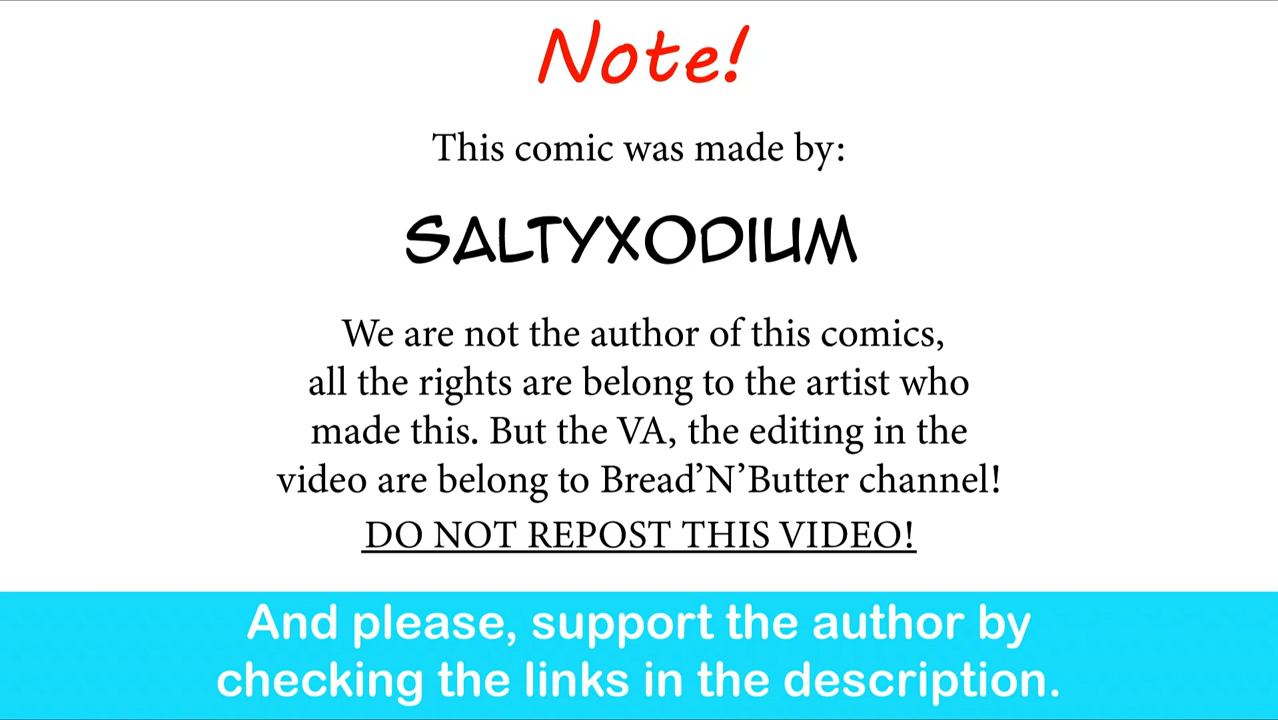 Note!
This comic was made by:
SALTYXODIUM
We are not the author of this comics,
all the rights are belong to the artist who
made this. But the VA, the editing in the
video are belong to Bread’N’Butter channel!
DO NOT REPOST THIS VIDEO!
And please, support the author by
checking the links in the description.